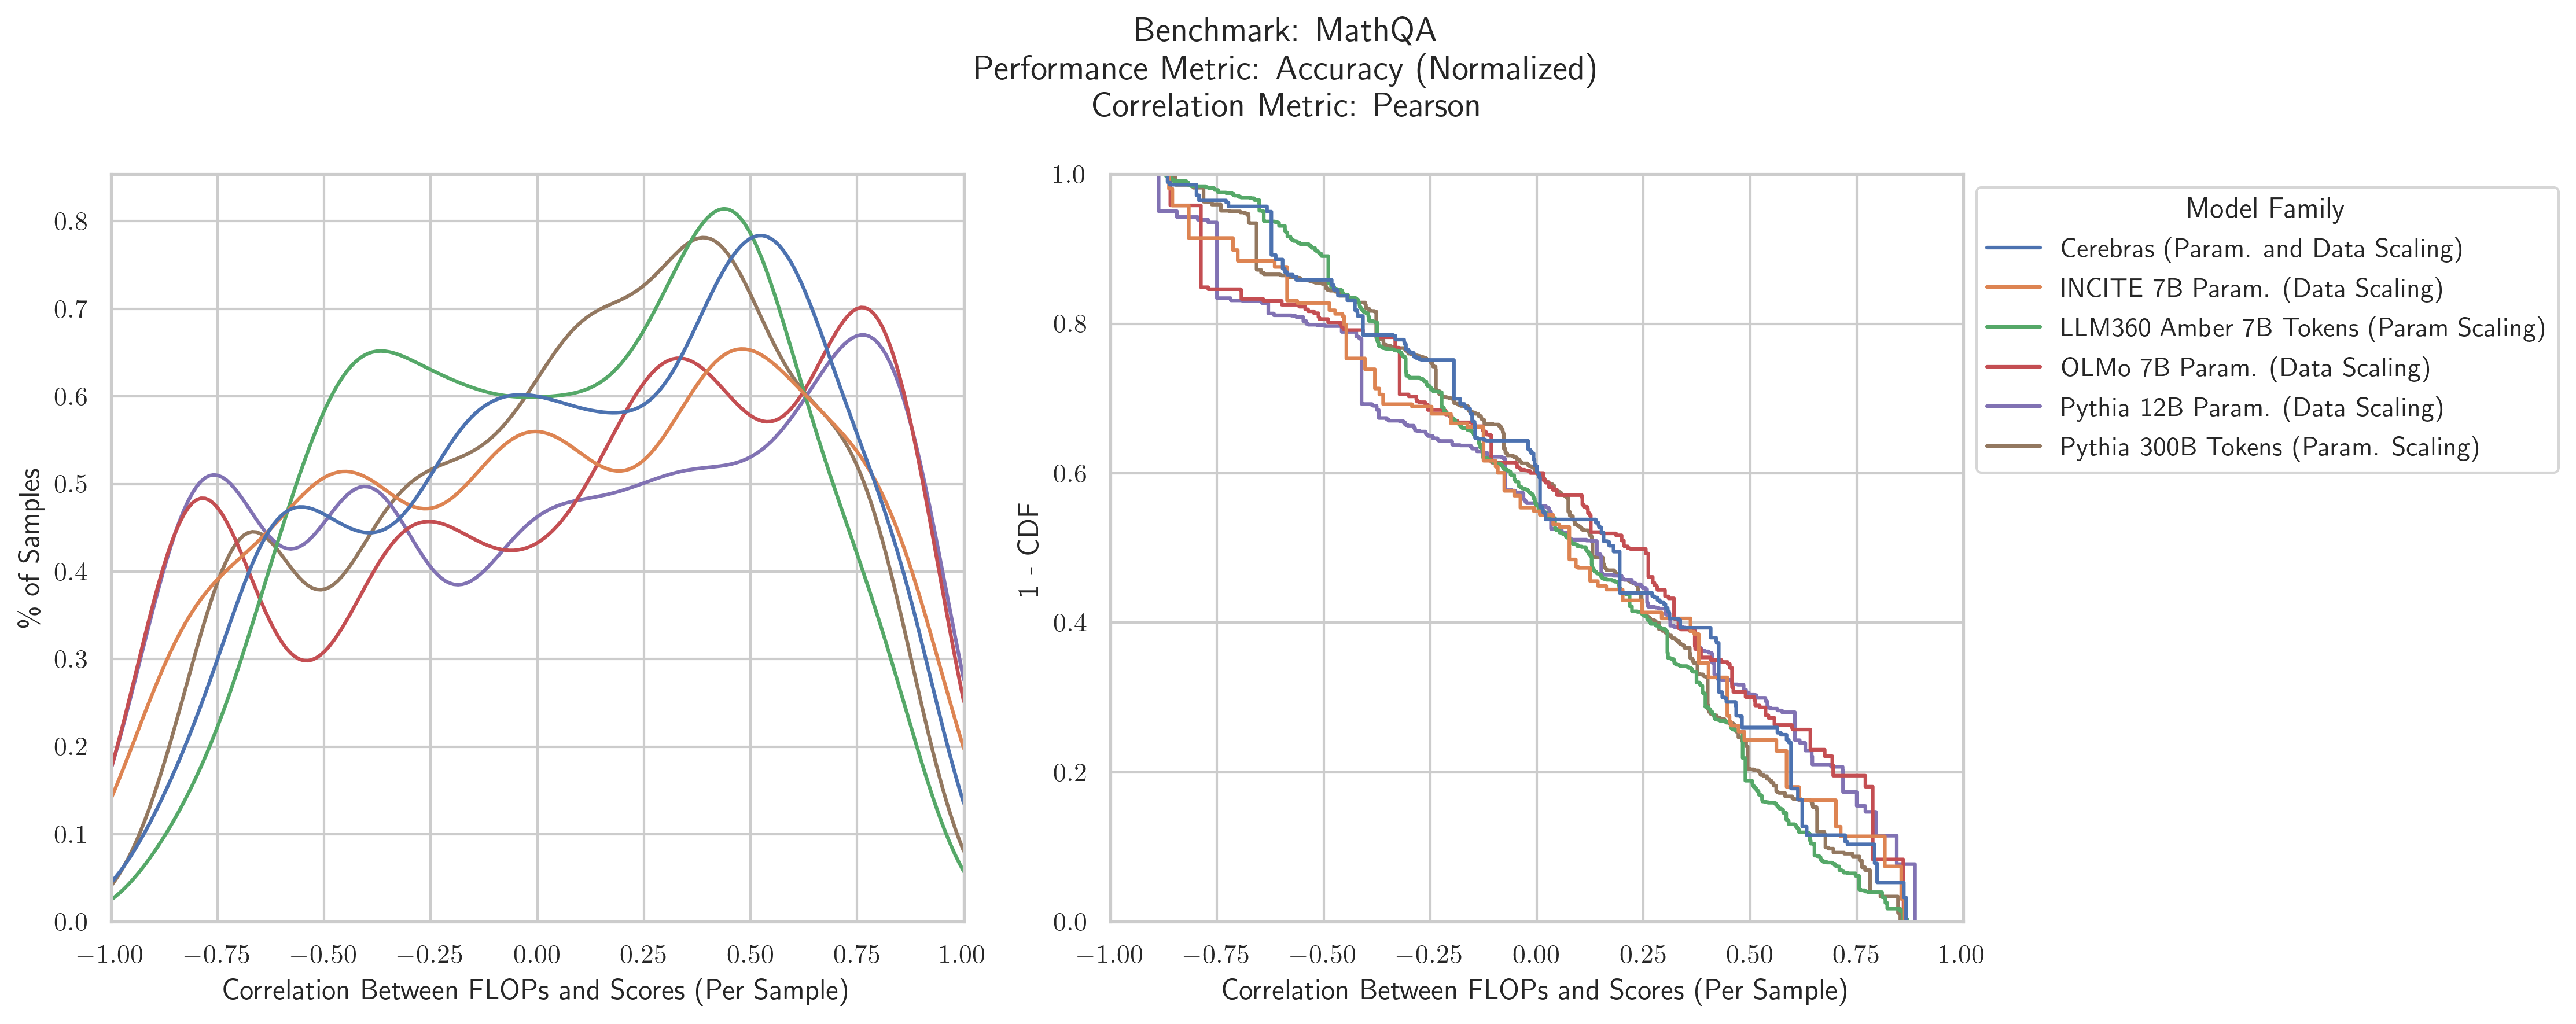 Benchmark: MathQA
Performance Metric: Accuracy (Normalized)
Correlation Metric: Pearson
% of Samples
0.8
0.7
0.6
0.5
0.4
0.3
0.2
0.1
0.0
−1.00 −0.75 −0.50 −0.25 0.00 0.25 0.50 0.75 1.00
Correlation Between FLOPs and Scores (Per Sample)
1 - CDF
1.0
0.8
0.6
0.4
0.2
0.0
−1.00 −0.75 −0.50 −0.25 0.00 0.25 0.50 0.75 1.00
Correlation Between FLOPs and Scores (Per Sample)
Model Family
Cerebras (Param. and Data Scaling)
INCITE 7B Param. (Data Scaling)
LLM360 Amber 7B Tokens (Param Scaling)
OLMo 7B Param. (Data Scaling)
Pythia 12B Param. (Data Scaling)
Pythia 300B Tokens (Param. Scaling)